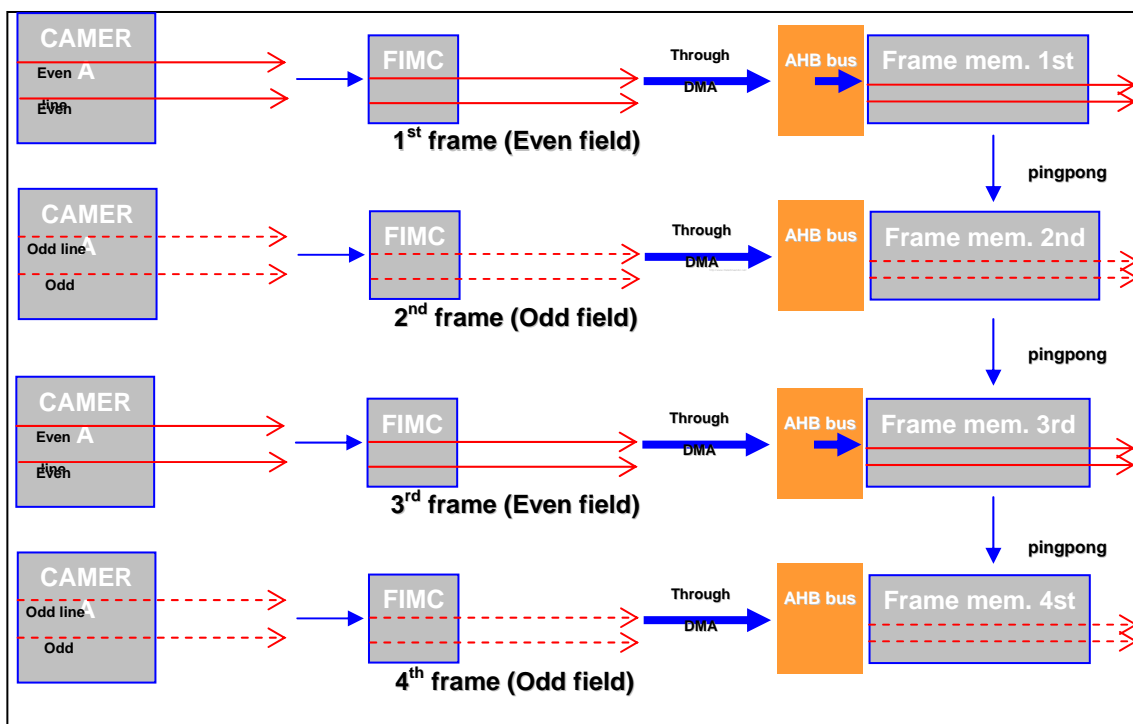 CAMER
A
Even
line
Even
FIMC
Through
DMA
AHB bus
Frame mem. 1st
1st frame (Even field)
pingpong
CAMER
A
Odd line
Odd
FIMC
Through
DMA
AHB bus
Frame mem. 2nd
2nd frame (Odd field)
pingpong
CAMER
A
Even
line
Even
FIMC
Through
DMA
AHB bus
Frame mem. 3rd
3rd frame (Even field)
pingpong
CAMER
A
Odd line
Odd
FIMC
Through
DMA
AHB bus
Frame mem. 4st
4th frame (Odd field)